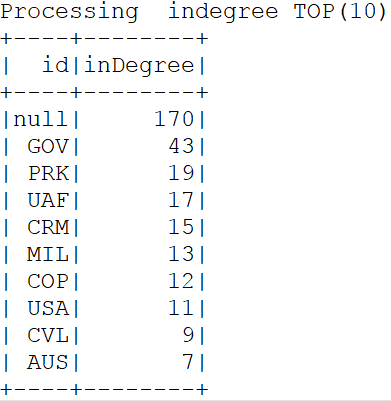 Processing  indegree TOP(10)
+----+--------+
|  id|inDegree|
+----+--------+
|null|     170|
| GOV|      43|
| PRK|      19|
| UAF|      17|
| CRM|      15|
| MIL|      13|
| COP|      12|
| USA|      11|
| CVL|       9|
| AUS|       7|
+----+--------+